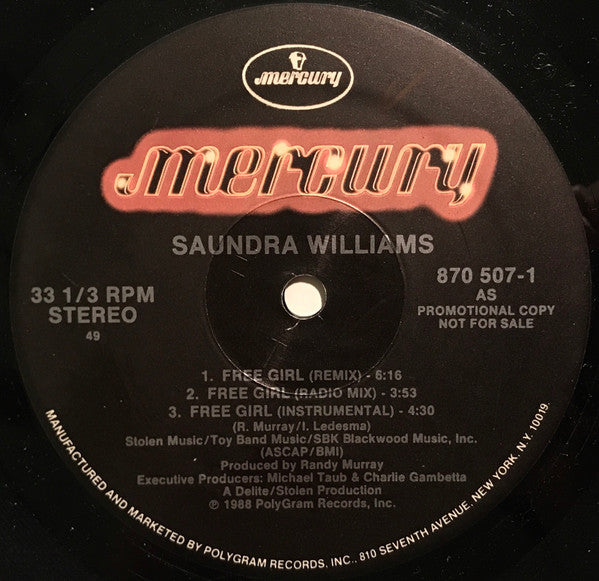 mercury
mercury
SAUNDRA WILLIAMS
33 1/3 RPM
STEREO
49
870 507-1
AS
PROMOTIONAL COPY
NOT FOR SALE
1. FREE GIRL (REMIX) - 6:16
2. FREE GIRL (RADIO MIX) - 3:53
3. FREE GIRL (INSTRUMENTAL) - 4:30
(R. Murray/I. Ledesma)
Stolen Music/Toy Band Music/SBK Blackwood Music, Inc.
(ASCAP/BMI)
Produced by Randy Murray
Executive Producers: Michael Taub & Charlie Gambetta
A Delite/Stolen Production
℗ 1988 PolyGram Records, Inc.
MANUFACTURED AND MARKETED BY POLYGRAM RECORDS, INC., 810 SEVENTH AVENUE, NEW YORK, N.Y. 10019.